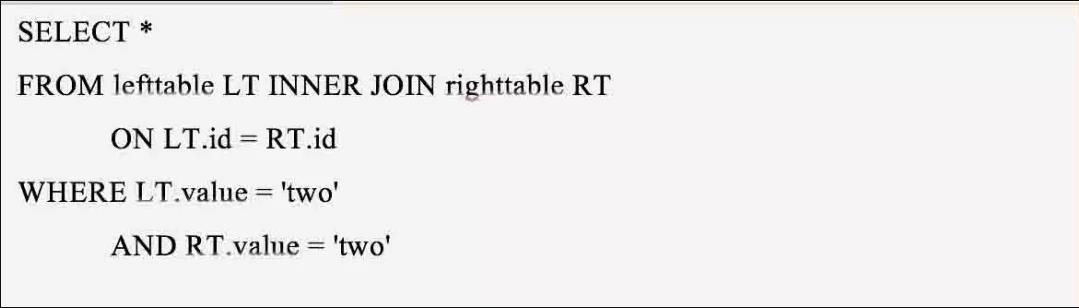 SELECT *
FROM lefttable LT INNER JOIN righttable RT
ON LT.id = RT.id
WHERE LT.value = 'two'
AND RT.value = 'two'